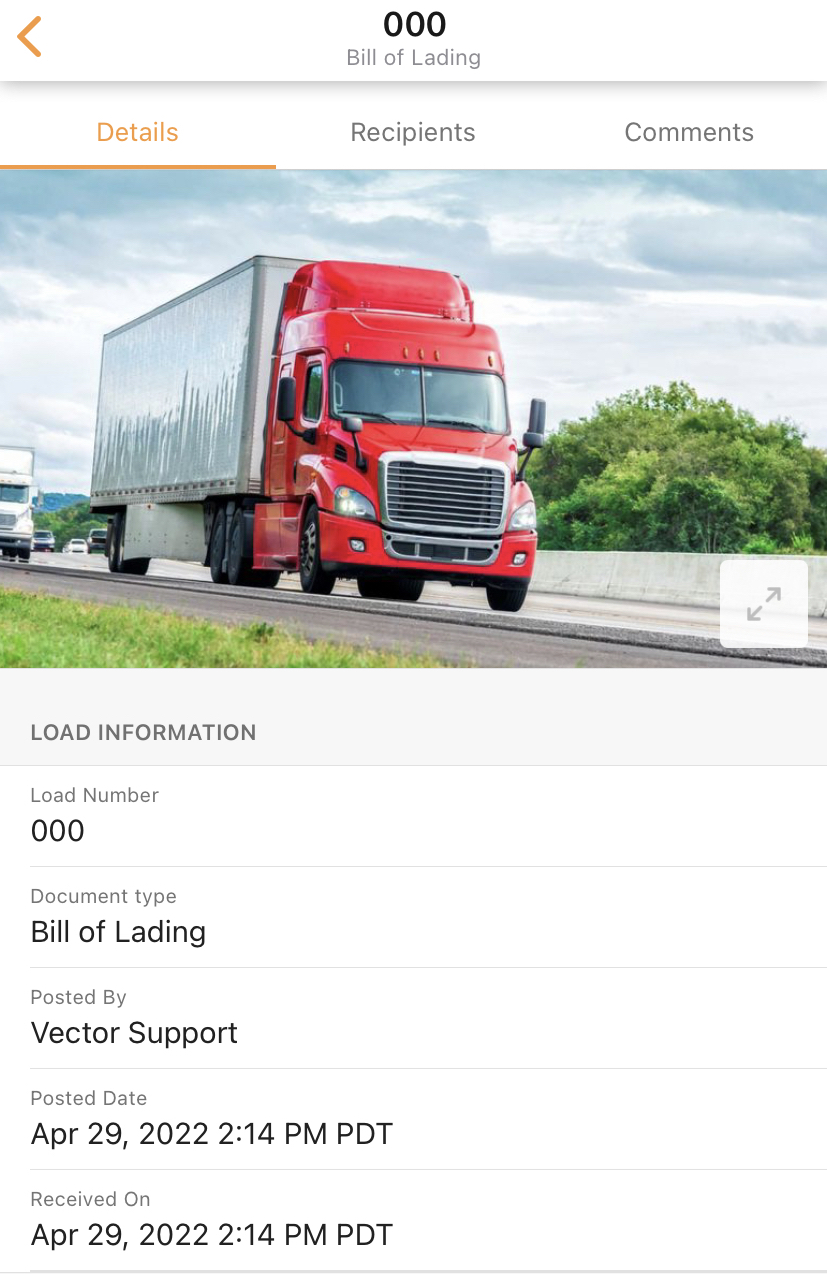 000
Bill of Lading
Details
Recipients
Comments
LOAD INFORMATION
Load Number
000
Document type
Bill of Lading
Posted By
Vector Support
Posted Date
Apr 29, 2022 2:14 PM PDT
Received On
Apr 29, 2022 2:14 PM PDT